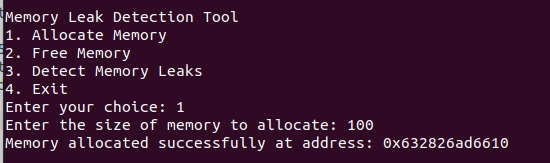 Memory Leak Detection Tool
1. Allocate Memory
2. Free Memory
3. Detect Memory Leaks
4. Exit
Enter your choice: 1
Enter the size of memory to allocate: 100
Memory allocated successfully at address: 0x632826ad6610